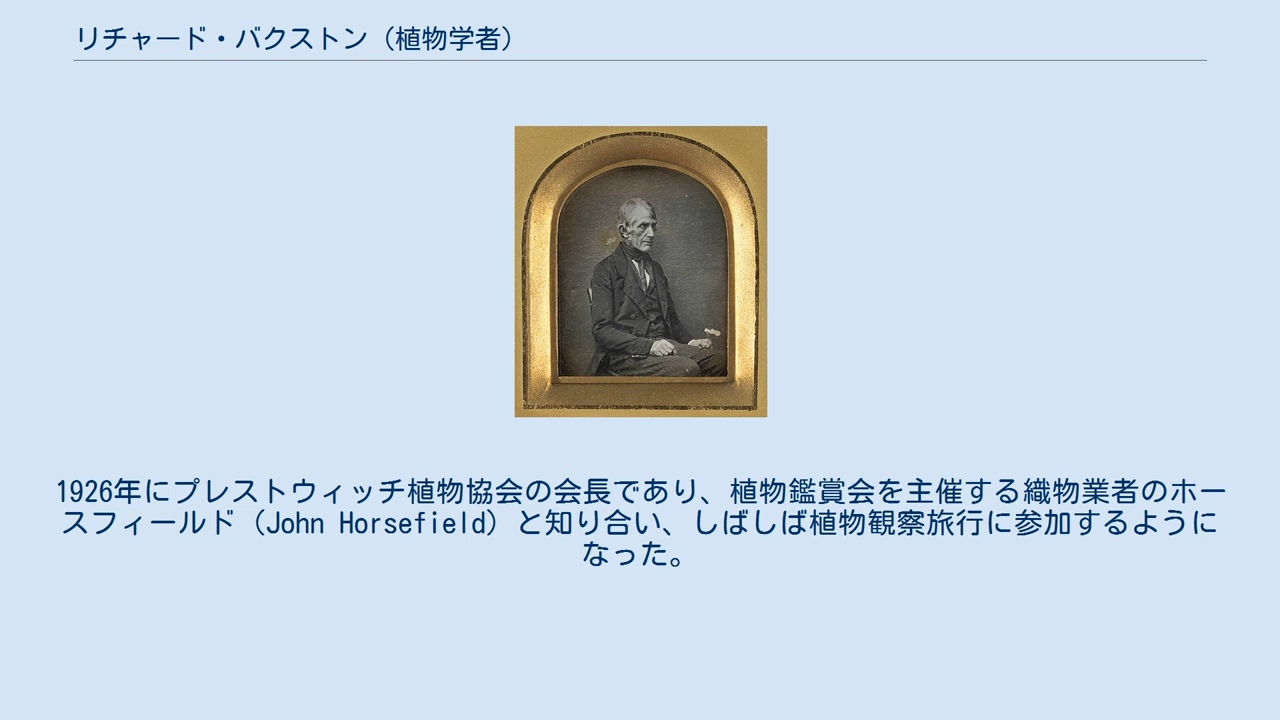 リチャード・バクストン（植物学者）
1926年にプレストウィッチ植物協会の会長であり、植物鑑賞会を主催する織物業者のホー
スフィールド（John Horsefield）と知り合い、しばしば植物観察旅行に参加するように
なった。